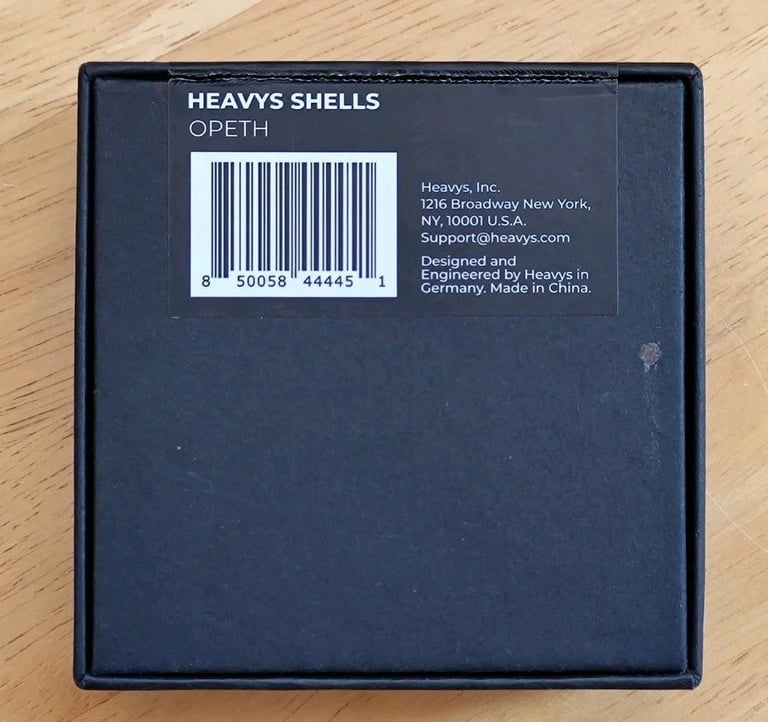 HEAVYS SHELLS
OPETH
8 50058 44445 1
Heavys, Inc.
1216 Broadway New York,
NY, 10001 U.S.A.
Support@heavys.com
Designed and
Engineered by Heavys in
Germany. Made in China.